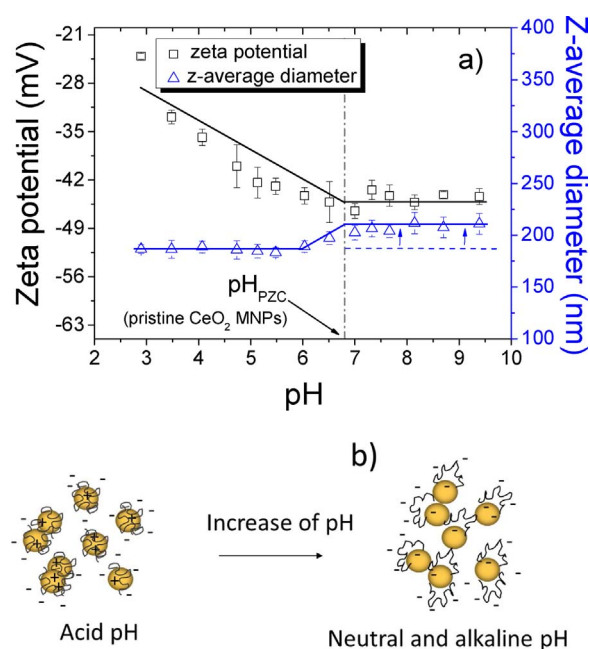 a)
zeta potential
z-average diameter
Zeta potential (mV)
-21
-28
-35
-42
-49
-56
-63
Z-average diameter (nm)
400
350
300
250
200
150
100
pH_PZC
(pristine CeO₂ MNPs)
2 3 4 5 6 7 8 9 10
pH
b)
Increase of pH
Acid pH
Neutral and alkaline pH